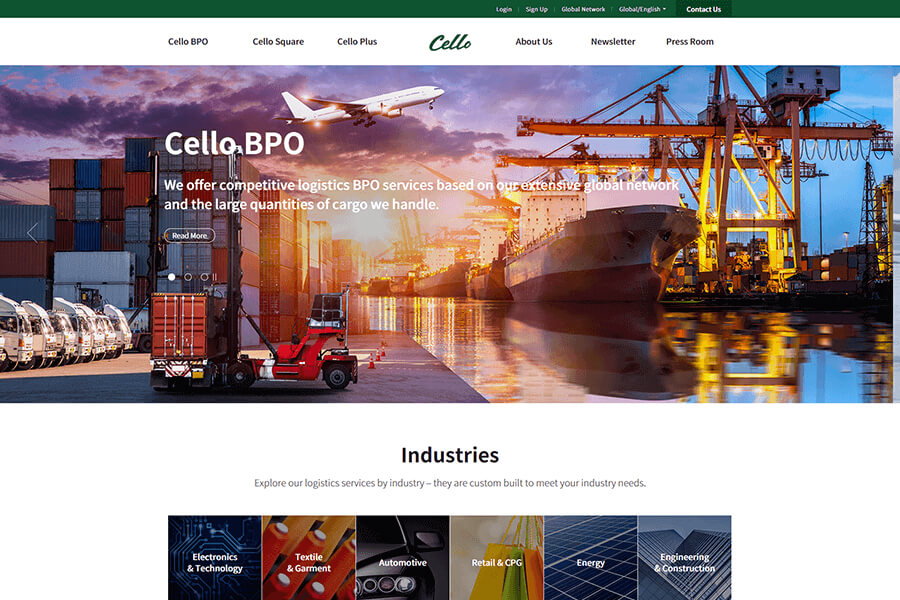 Login
Sign Up
Global Network
Global/English
Contact Us
Cello BPO
Cello Square
Cello Plus
Cello
About Us
Newsletter
Press Room
Cello BPO
We offer competitive logistics BPO services based on our extensive global network
and the large quantities of cargo we handle.
Read More
Industries
Explore our logistics services by industry – they are custom built to meet your industry needs.
Electronics
& Technology
Textile
& Garment
Automotive
Retail & CPG
Energy
Engineering
& Construction